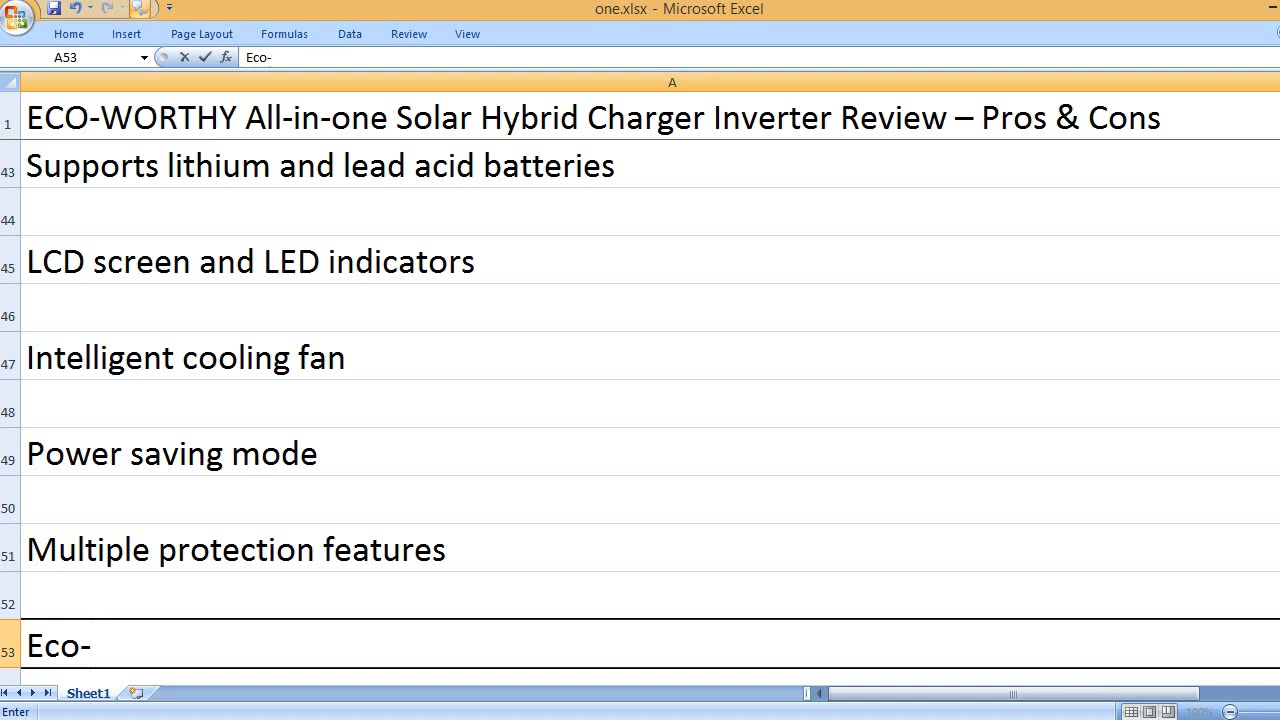 one.xlsx - Microsoft Excel
Home Insert Page Layout Formulas Data Review View
A53 fx Eco-
A
1 ECO-WORTHY All-in-one Solar Hybrid Charger Inverter Review – Pros & Cons
43 Supports lithium and lead acid batteries
44
45 LCD screen and LED indicators
46
47 Intelligent cooling fan
48
49 Power saving mode
50
51 Multiple protection features
52
53 Eco-
Sheet1
Enter 100%